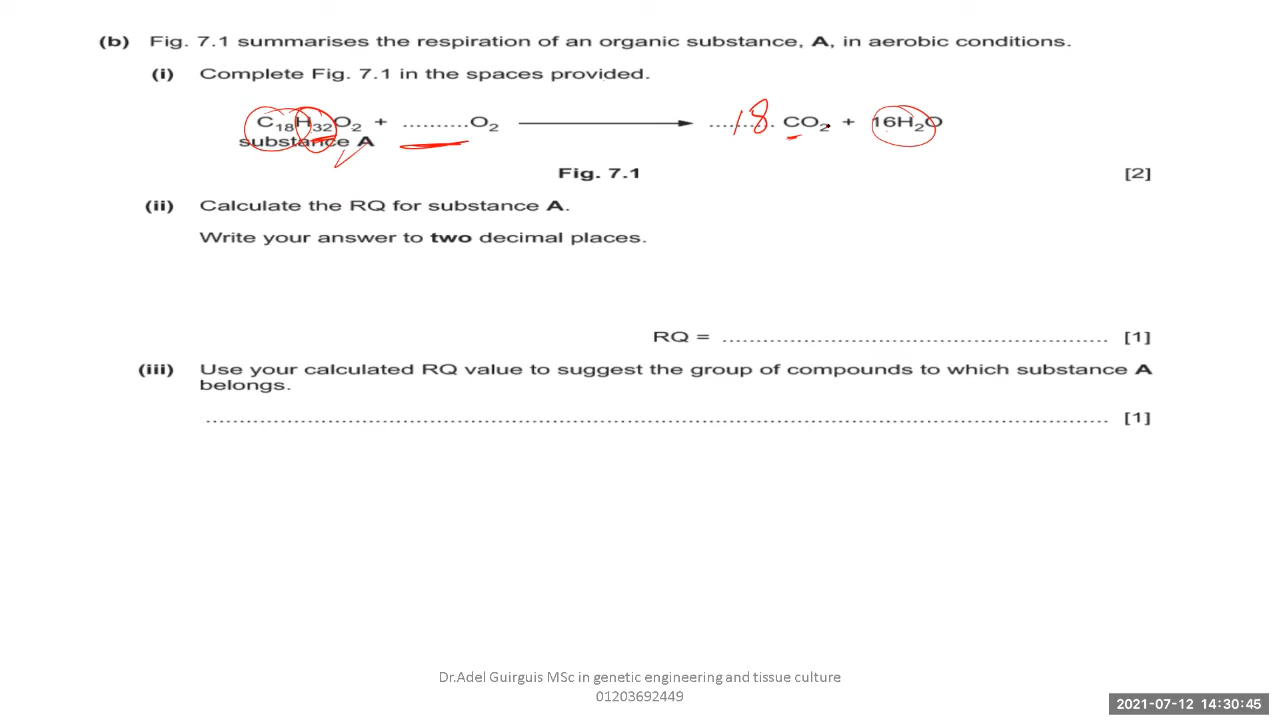 (b) Fig. 7.1 summarises the respiration of an organic substance, A, in aerobic conditions.
(i) Complete Fig. 7.1 in the spaces provided.
C₁₈H₃₂O₂ + ..........O₂ → .......... 18 CO₂ + 16H₂O
substance A
Fig. 7.1 [2]
(ii) Calculate the RQ for substance A.
Write your answer to two decimal places.
RQ = ......................................................... [1]
(iii) Use your calculated RQ value to suggest the group of compounds to which substance A
belongs.
.................................................................................................................................... [1]
Dr.Adel Guirguis MSc in genetic engineering and tissue culture
01203692449
2021-07-12 14:30:45